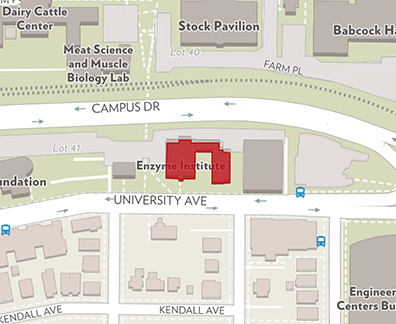 Dairy Cattle
Center
Stock Pavilion
Babcock Ha
Lot 40
Meat Science
and Muscle
Biology Lab
FARM PL
CAMPUS DR
Lot 41
Enzyme Institute
undation
UNIVERSITY AVE
Engineer
Centers Bu
KENDALL AVE
KENDALL AVE